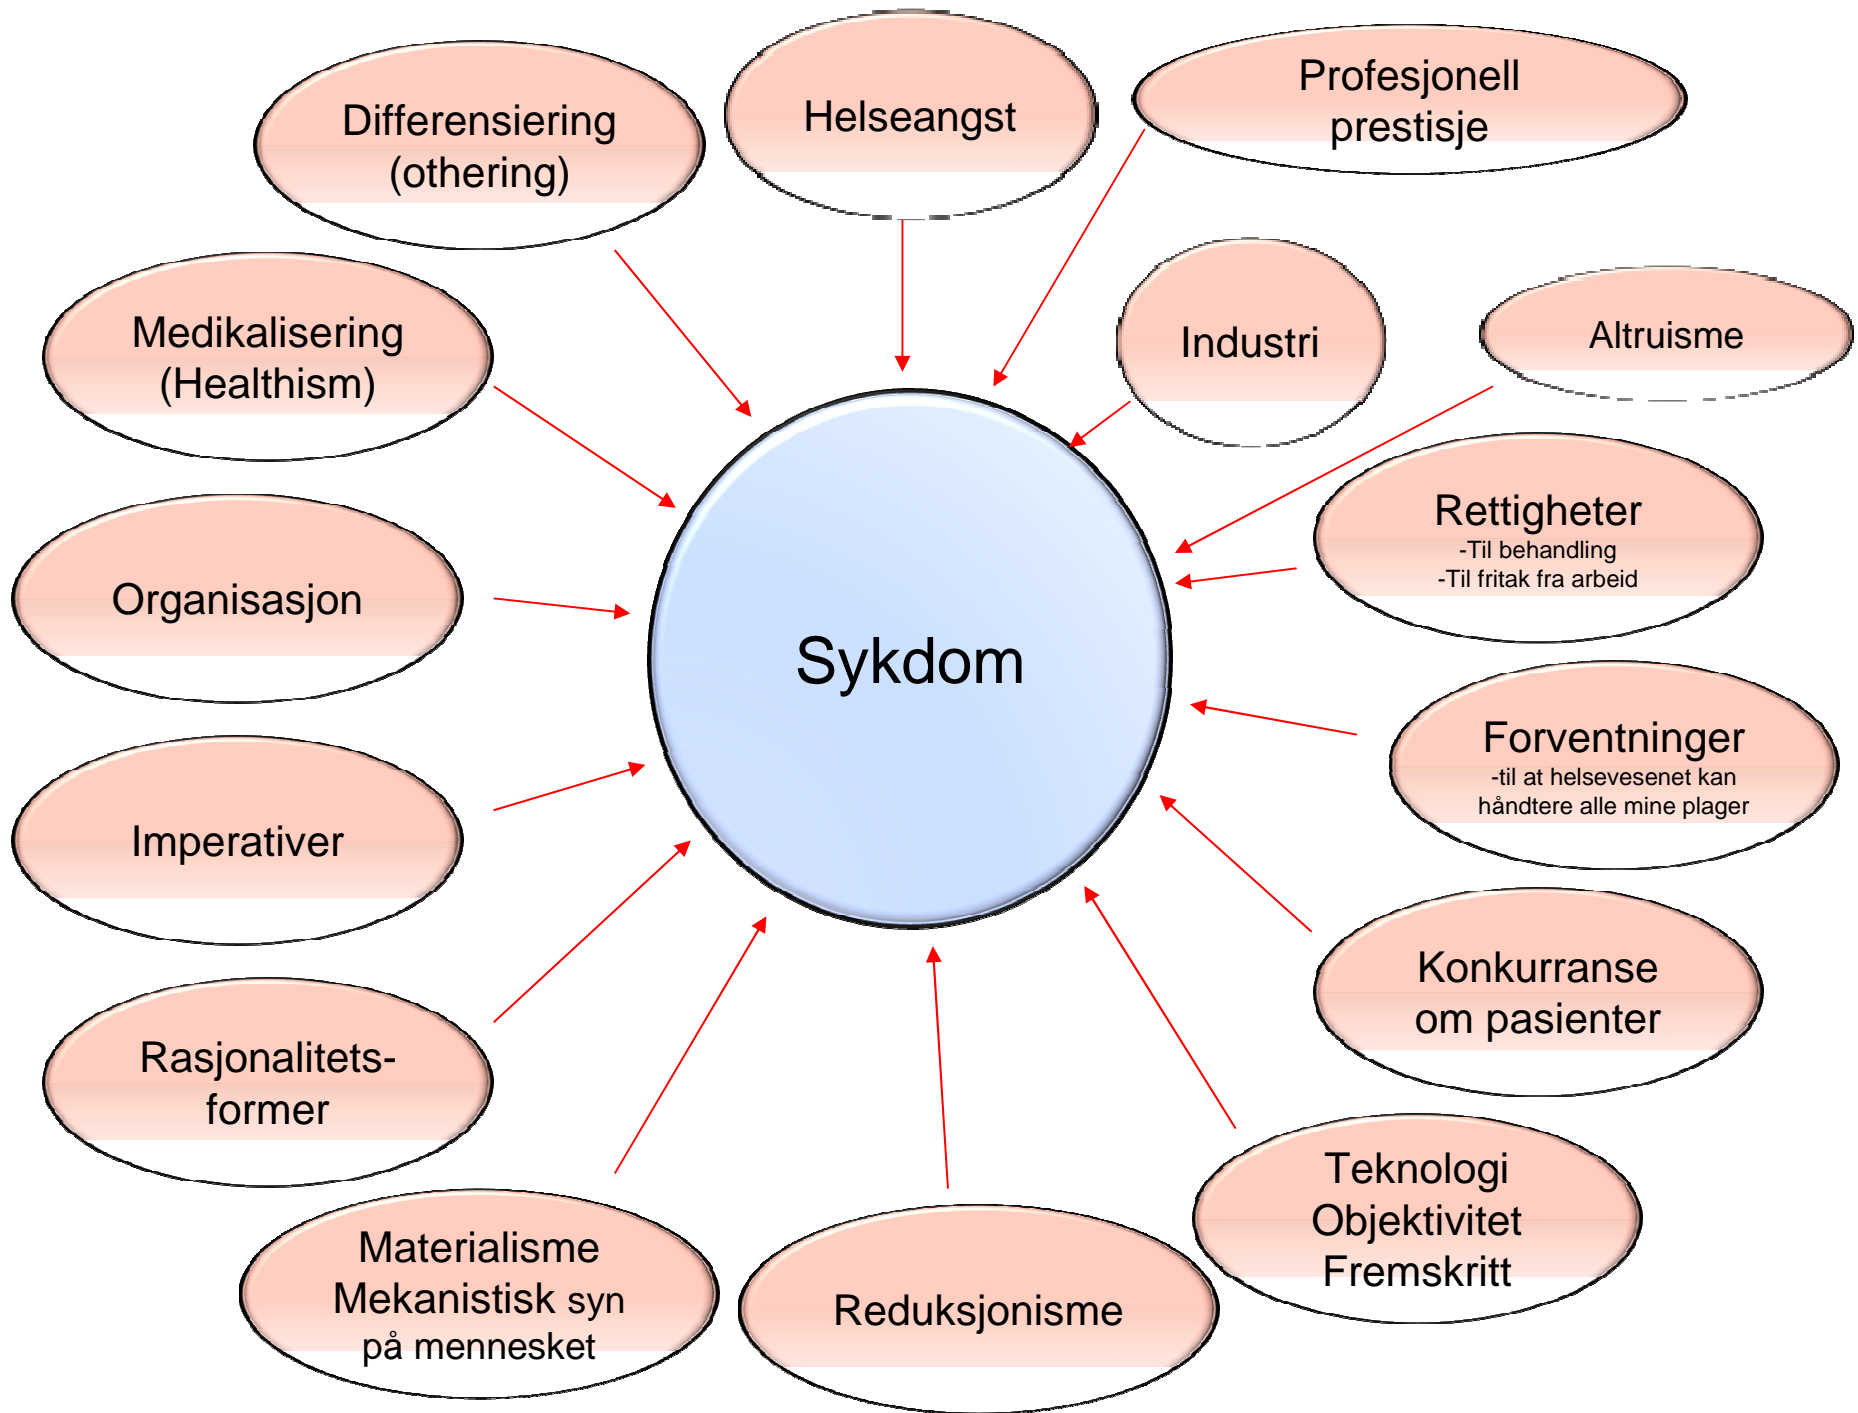 Differensiering
(othering)
Helseangst
Profesjonell
prestisje
Medikalisering
(Healthism)
Industri
Altruisme
Organisasjon
Rettigheter
-Til behandling
-Til fritak fra arbeid
Sykdom
Imperativer
Forventninger
-til at helsevesenet kan
håndtere alle mine plager
Rasjonalitets-
former
Konkurranse
om pasienter
Materialisme
Mekanistisk syn
på mennesket
Reduksjonisme
Teknologi
Objektivitet
Fremskritt